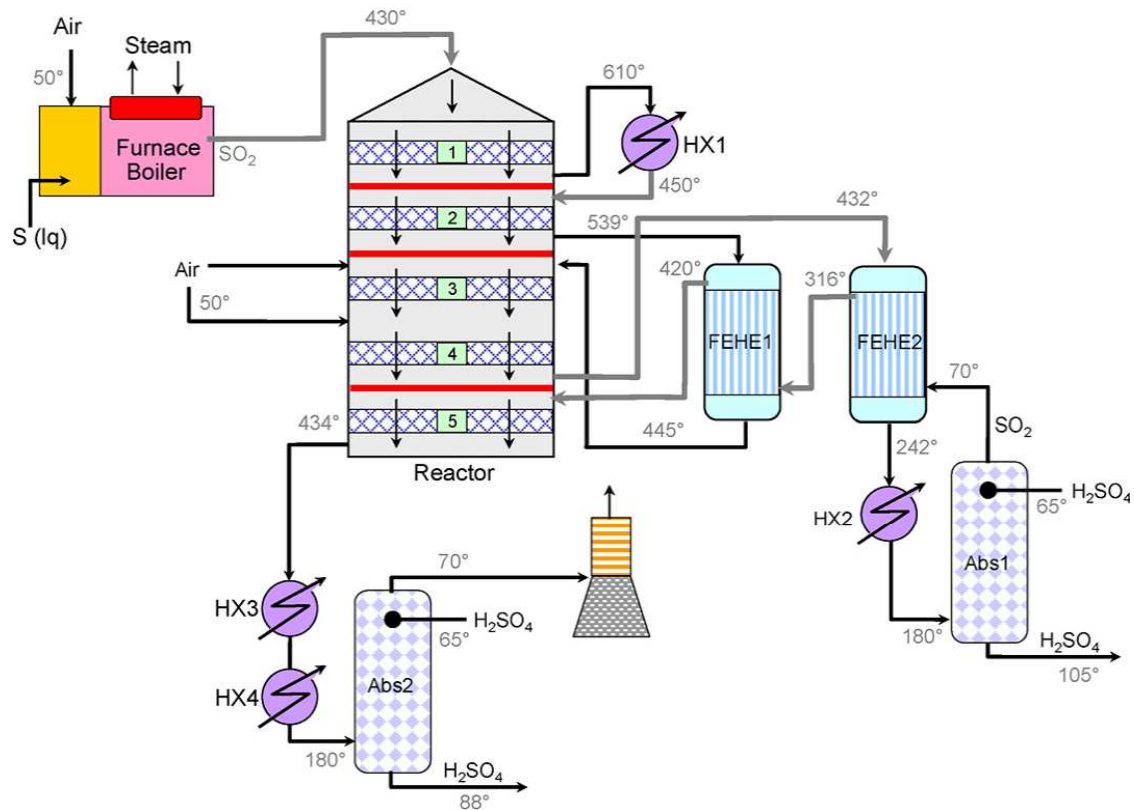 Air
50°
Steam
S (lq)
Furnace
Boiler
SO₂
430°
1
2
3
4
5
Reactor
610°
HX1
450°
539°
432°
Air
50°
420°
FEHE1
445°
316°
FEHE2
70°
SO₂
242°
HX2
180°
H₂SO₄
65°
Abs1
H₂SO₄
105°
434°
HX3
HX4
180°
70°
H₂SO₄
65°
Abs2
H₂SO₄
88°